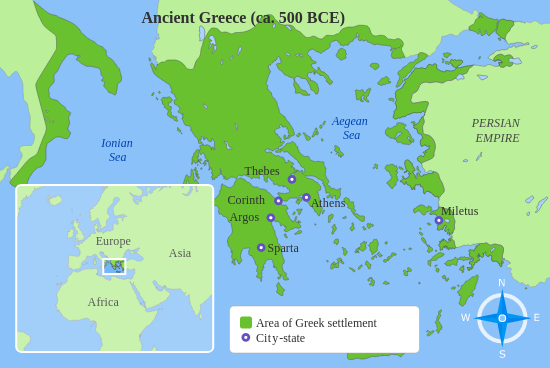 Ancient Greece (ca. 500 BCE)
Aegean
Sea
PERSIAN
EMPIRE
Ionian
Sea
Thebes
Corinth
Athens
Argos
Miletus
Sparta
Europe
Asia
Africa
Area of Greek settlement
City-state
N
W
E
S